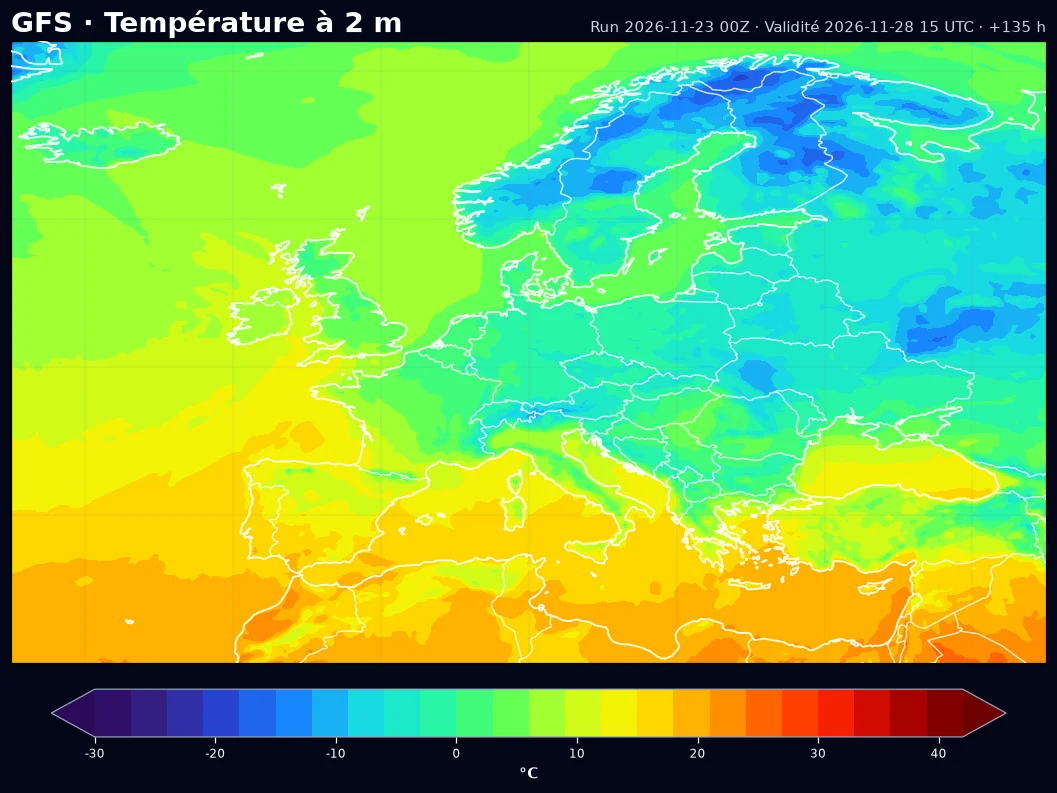 GFS · Température à 2 m
Run 2026-11-23 00Z · Validité 2026-11-28 15 UTC · +135 h
-30 -20 -10 0 10 20 30 40
°C